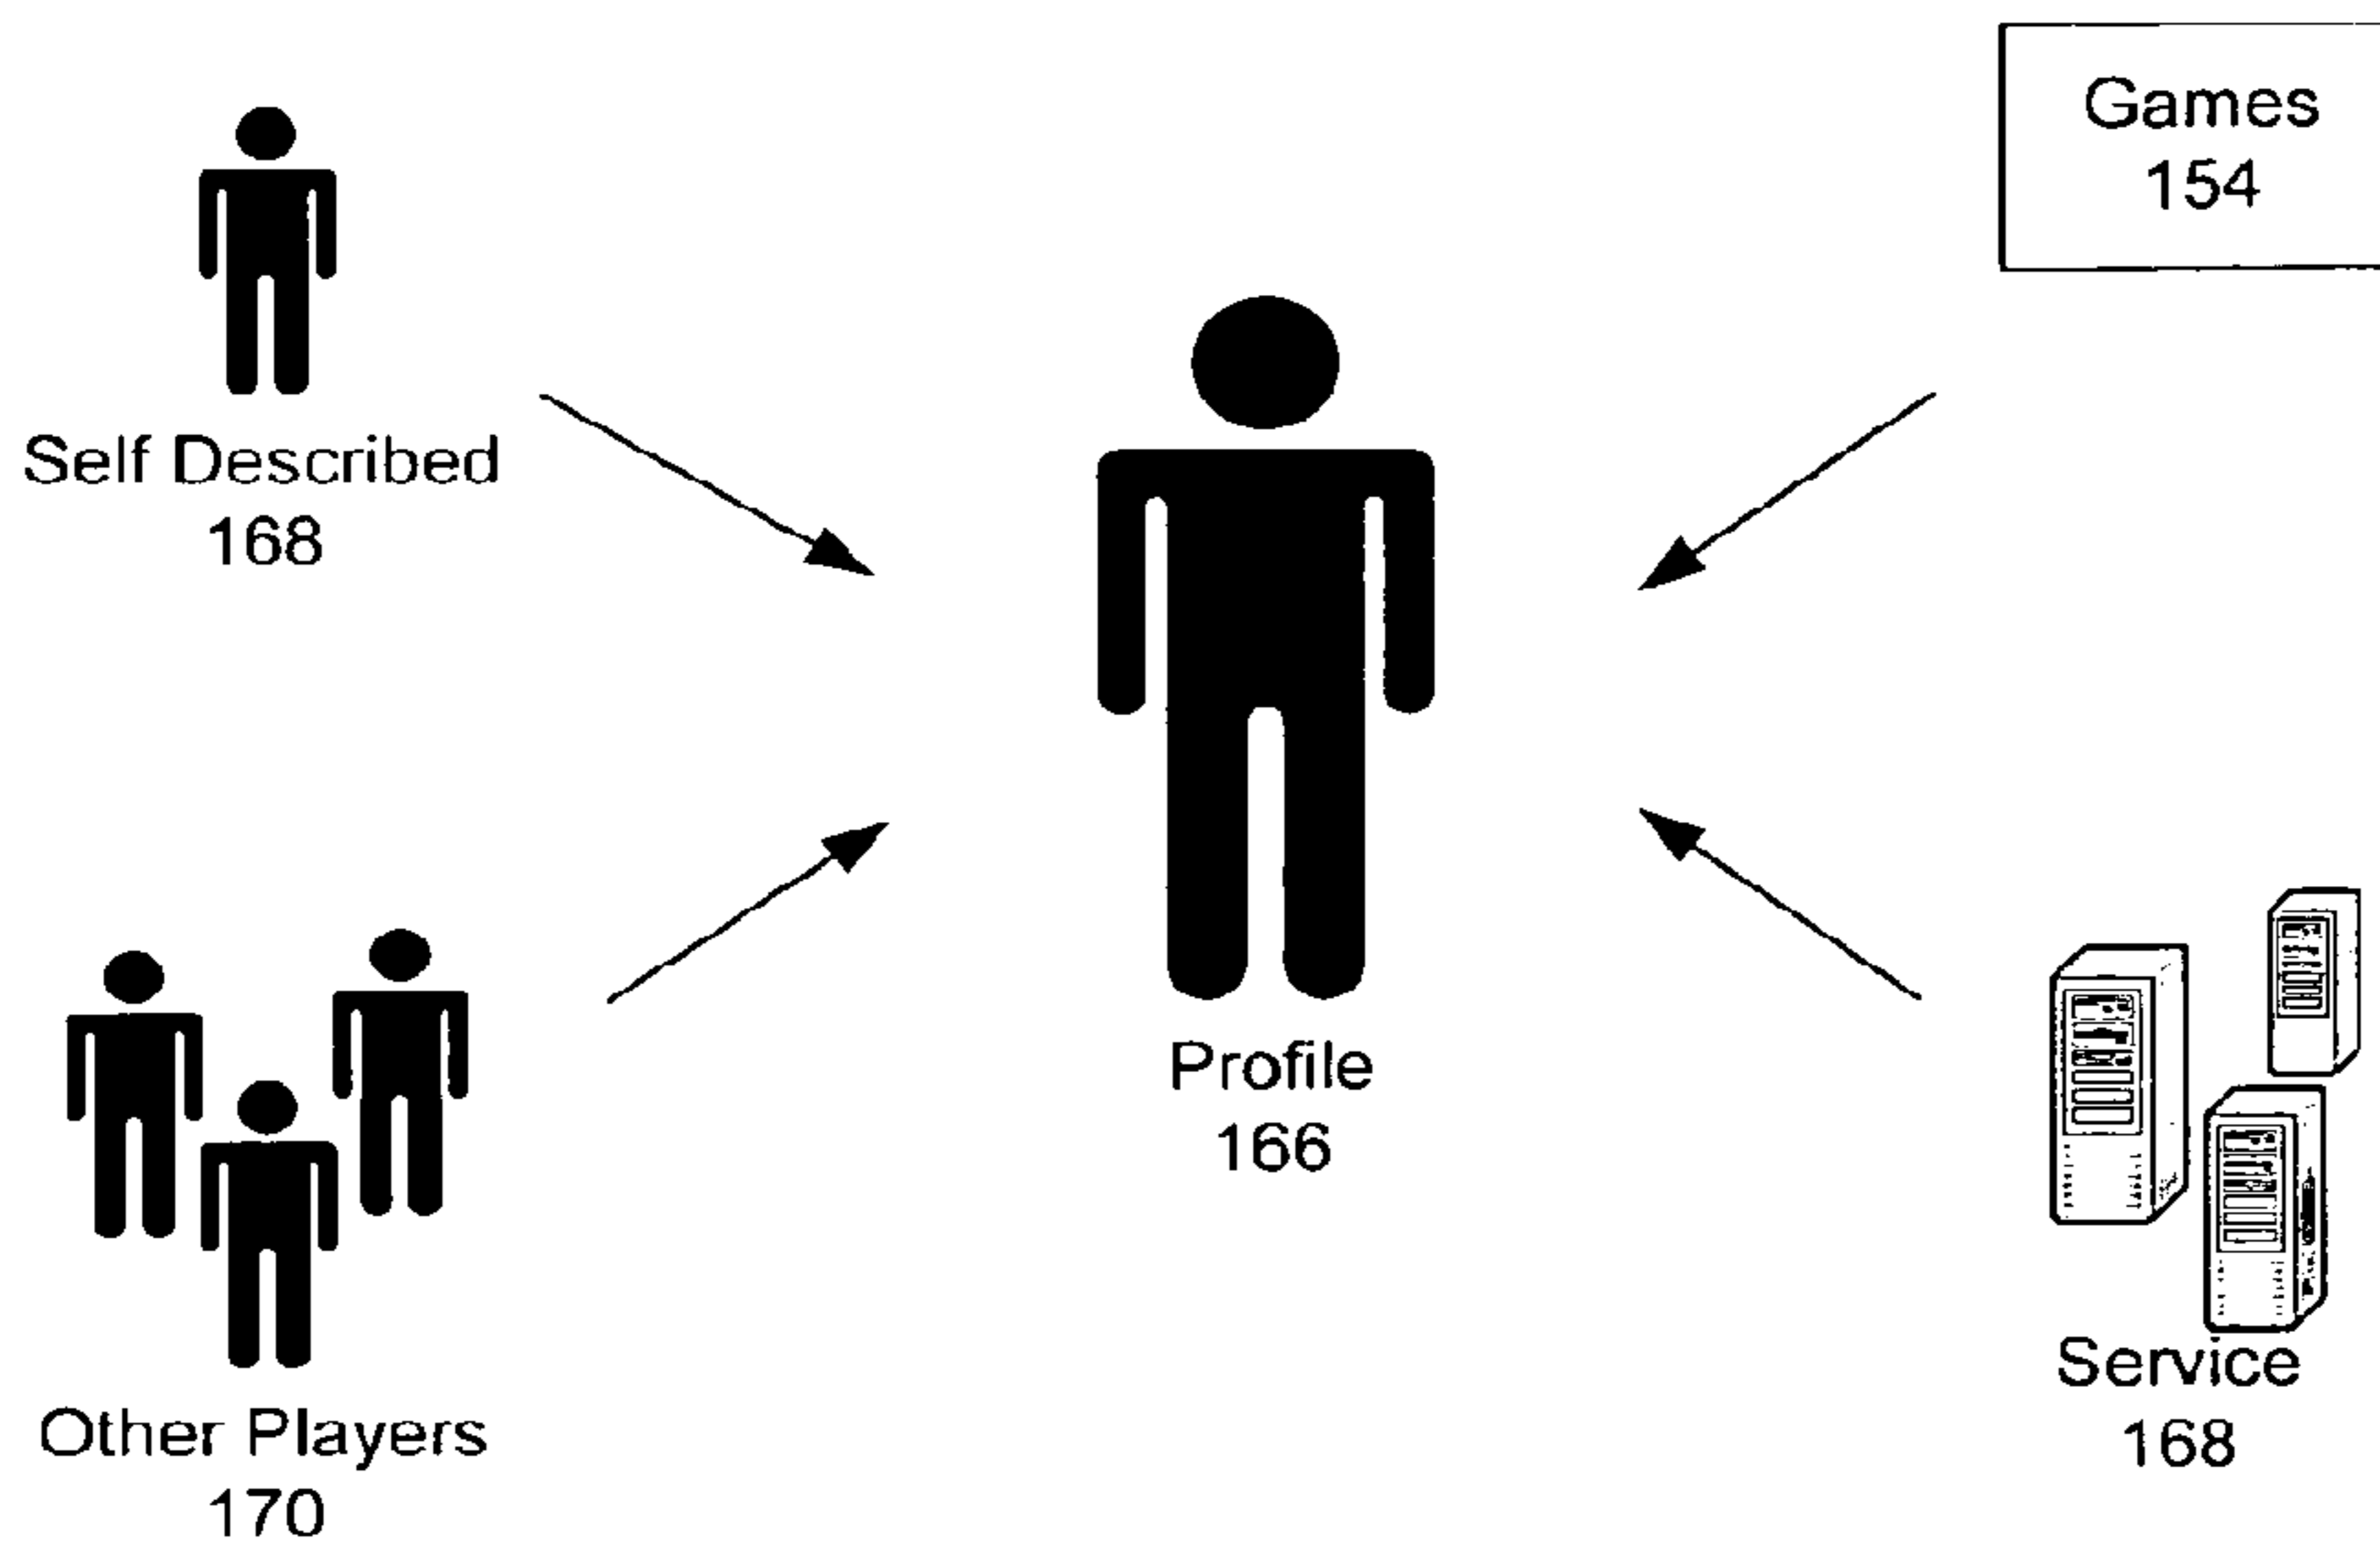 Games
154
Self Described
168
Profile
166
Other Players
170
Service
168